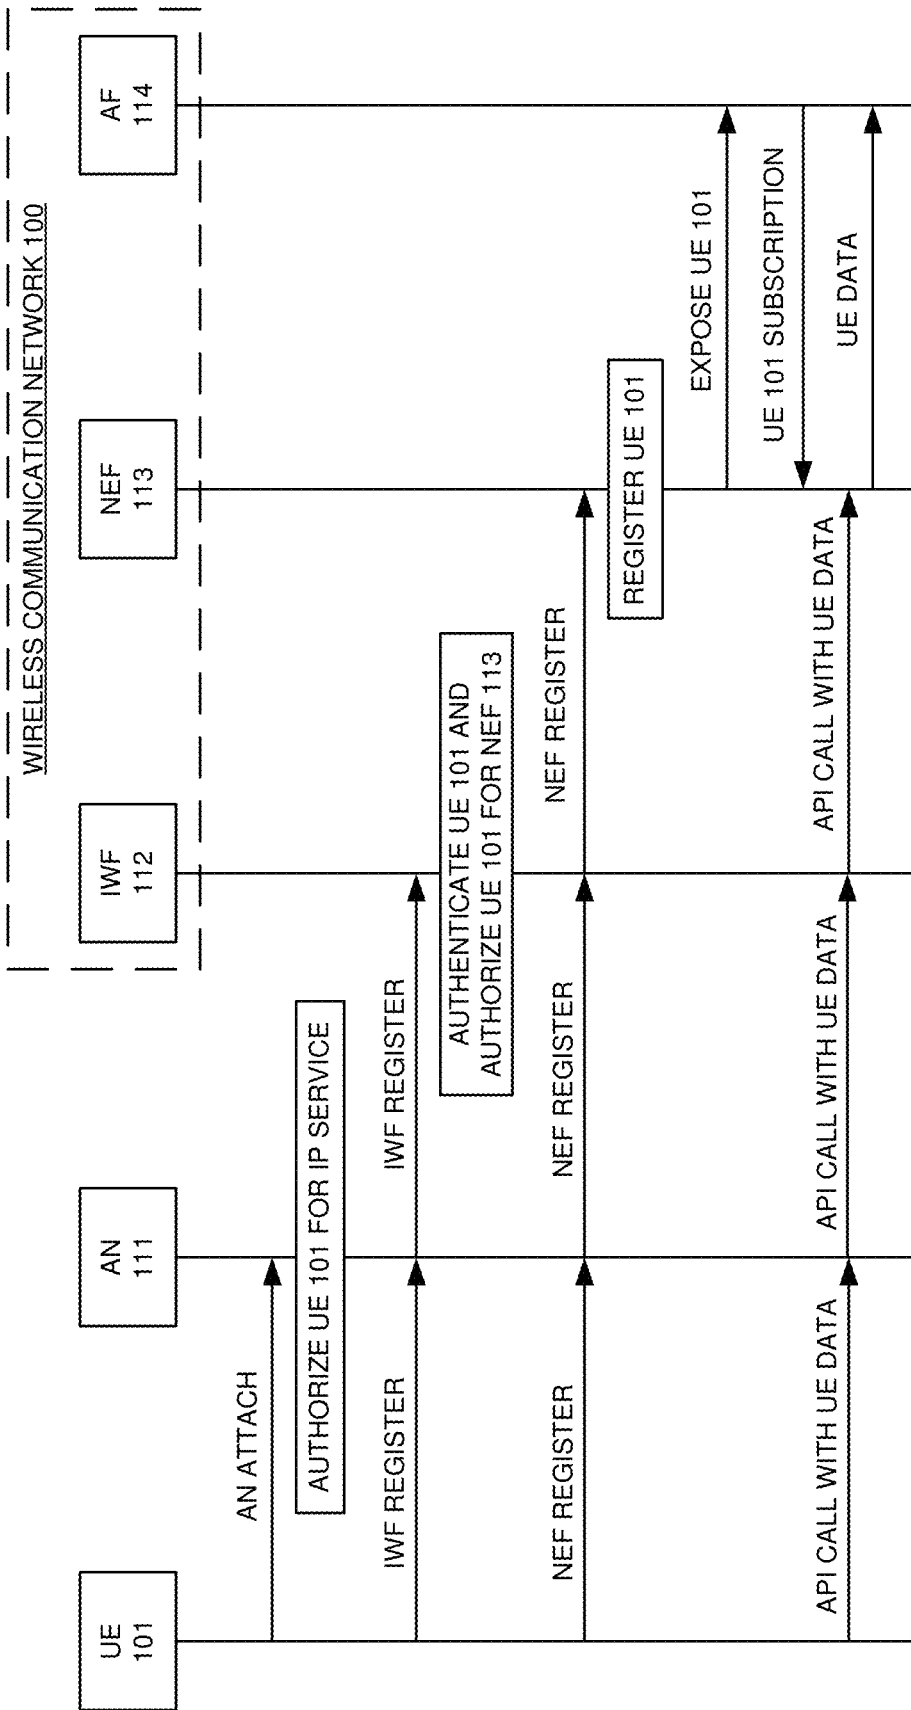 WIRELESS COMMUNICATION NETWORK 100
UE
101
AN
111
IWF
112
NEF
113
AF
114
AN ATTACH
AUTHORIZE UE 101 FOR IP SERVICE
IWF REGISTER
IWF REGISTER
AUTHENTICATE UE 101 AND
AUTHORIZE UE 101 FOR NEF 113
NEF REGISTER
NEF REGISTER
NEF REGISTER
REGISTER UE 101
EXPOSE UE 101
UE 101 SUBSCRIPTION
API CALL WITH UE DATA
API CALL WITH UE DATA
API CALL WITH UE DATA
UE DATA